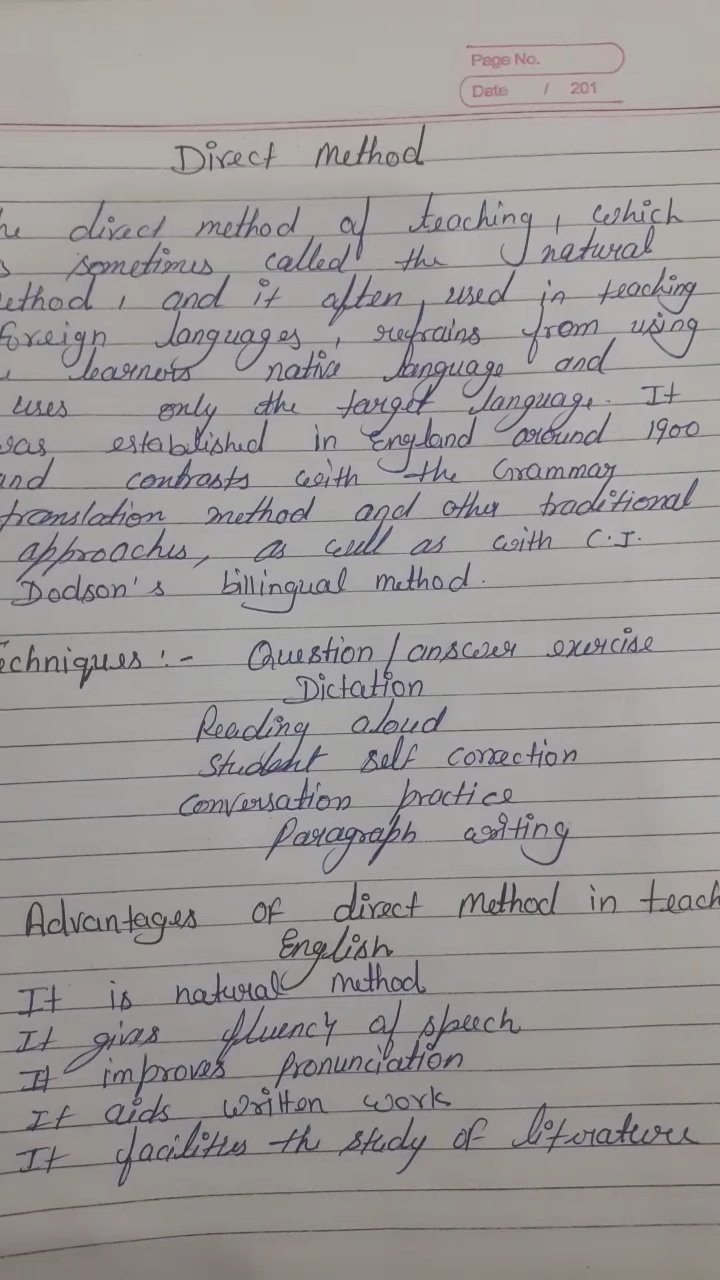 Page No.
Date / 201
Direct Method
he direct method of teaching, which
s sometimes called the natural
ethod, and it often, used in teaching
foreign languages, refrains from using
e learners native language and
uses only the target language. It
was estabilished in England around 1900
and contrasts with the Grammar
translation method and other traditional
approaches, as well as with C.J.
Dodson's billingual method.
echniques :- Question/answer exercise
Dictation
Reading aloud
Student self correction
Conversation practice
Paragraph writing
Advantages of direct method in teach
English
It is natural method
It gives fluency of speech
It improves Pronunciation
It aids written work
It facilities the study of literature